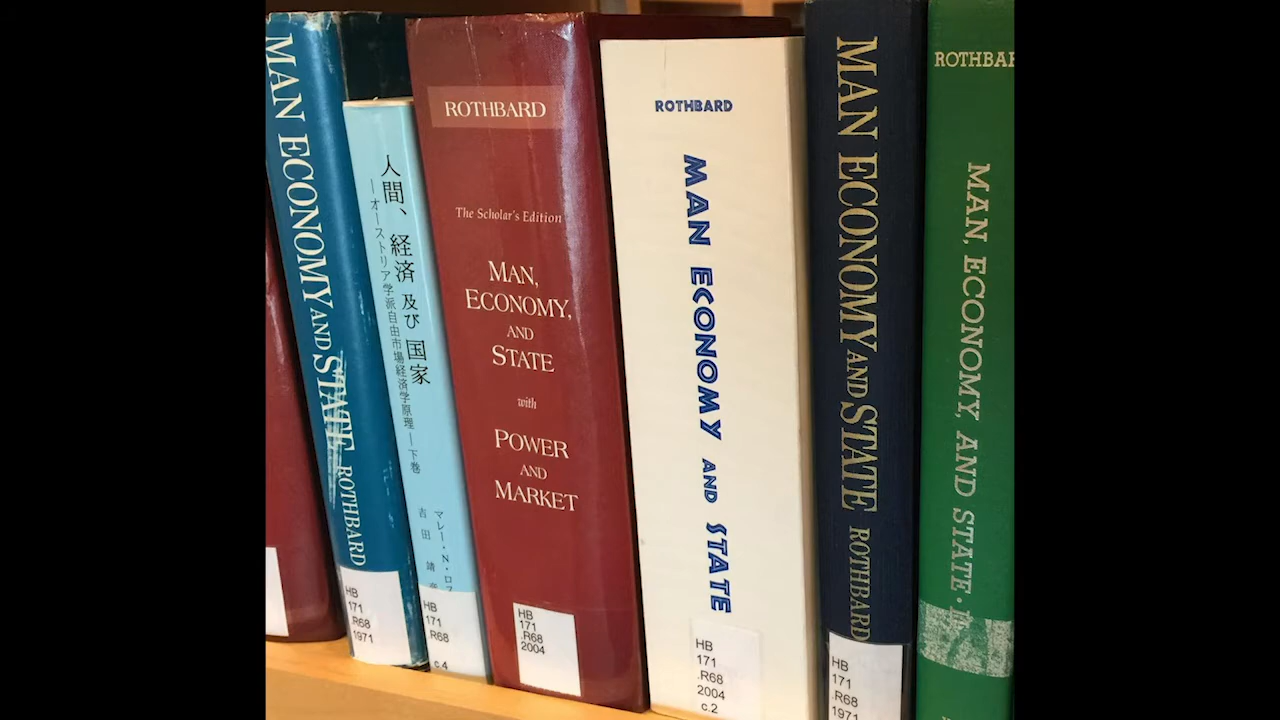 MAN ECONOMY AND STATE ROTHBARD
HB
171
.R68
1971
人間、経済 及び 国家
―オーストリア学派自由市場経済学原理―下巻
マレー・N・ロス
吉田 靖
HB
171
.R68
c.4
ROTHBARD
The Scholar's Edition
MAN,
ECONOMY,
AND
STATE
with
POWER
AND
MARKET
HB
171
.R68
2004
ROTHBARD
MAN ECONOMY AND STATE
HB
171
.R68
2004
c.2
MAN ECONOMY AND STATE ROTHBARD
HB
171
.R68
1971
ROTHBAR
MAN, ECONOMY, AND STATE